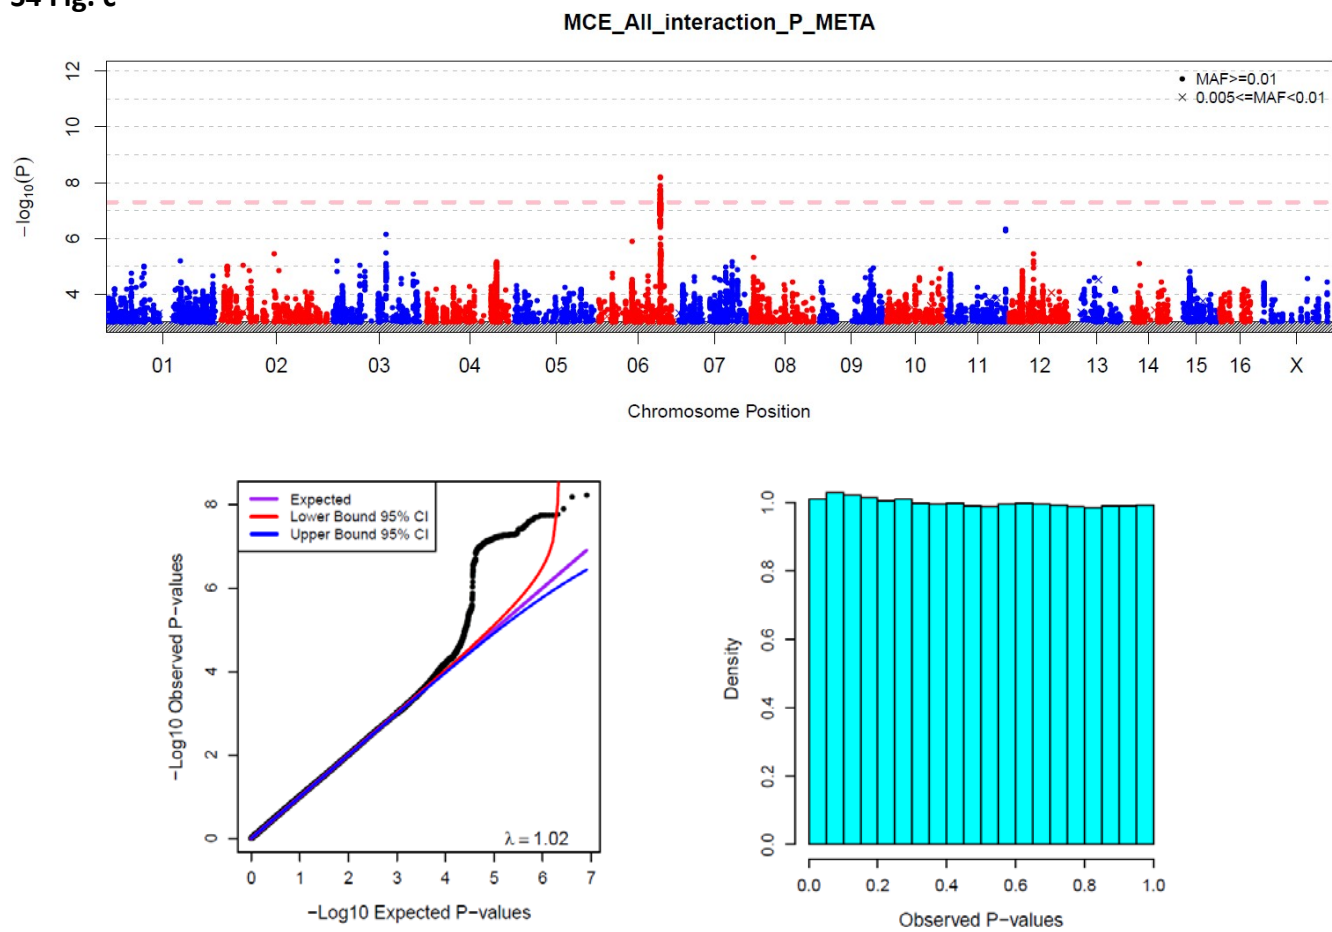 S4 Fig. c
MCE_All_interaction_P_META
MAF>=0.01
0.005<=MAF<0.01
12
10
8
6
4
−log10(P)
01 02 03 04 05 06 07 08 09 10 11 12 13 14 15 16 X
Chromosome Position
Expected
Lower Bound 95% CI
Upper Bound 95% CI
8
6
4
2
0
−Log10 Observed P−values
λ = 1.02
0 1 2 3 4 5 6 7
−Log10 Expected P−values
1.0
0.8
0.6
0.4
0.2
0.0
Density
0.0 0.2 0.4 0.6 0.8 1.0
Observed P−values